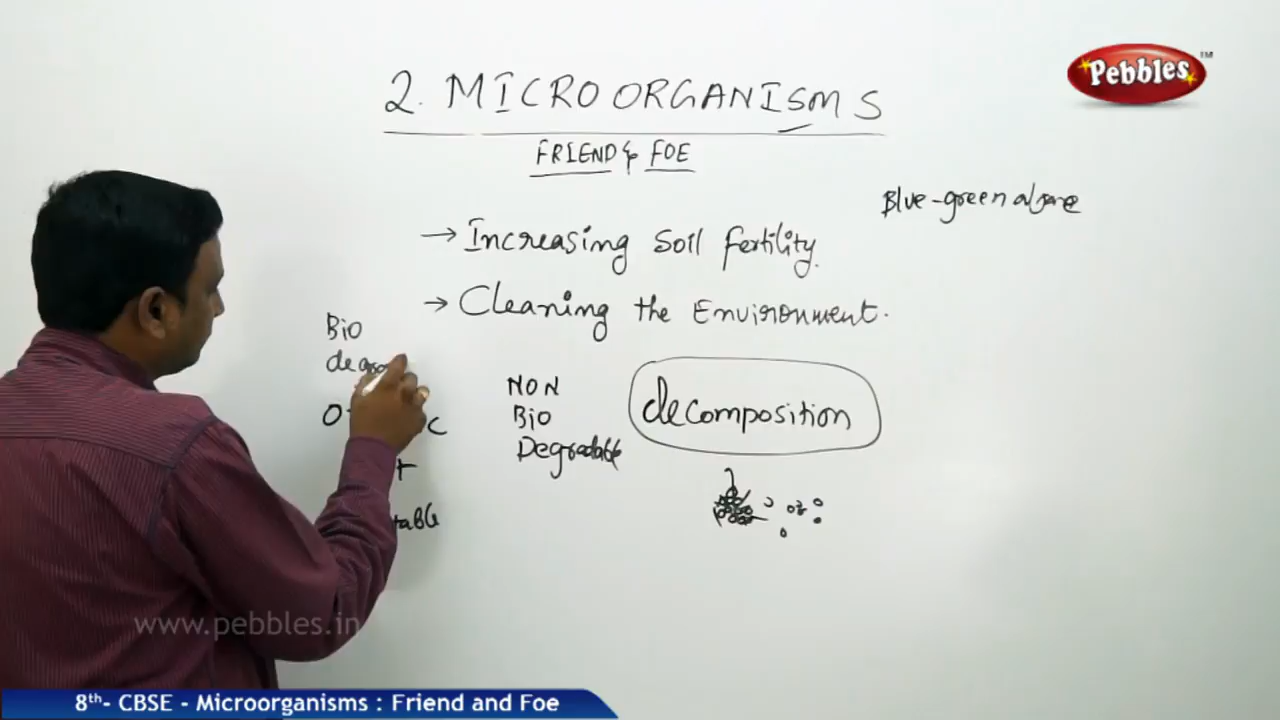 Pebbles™
2. MICROORGANISMS
FRIEND & FOE
Blue-green algae
→ Increasing Soil Fertility.
→ Cleaning the Environment.
Bio
NON
Bio
Degradable
decomposition
www.pebbles.in
8th- CBSE - Microorganisms : Friend and Foe